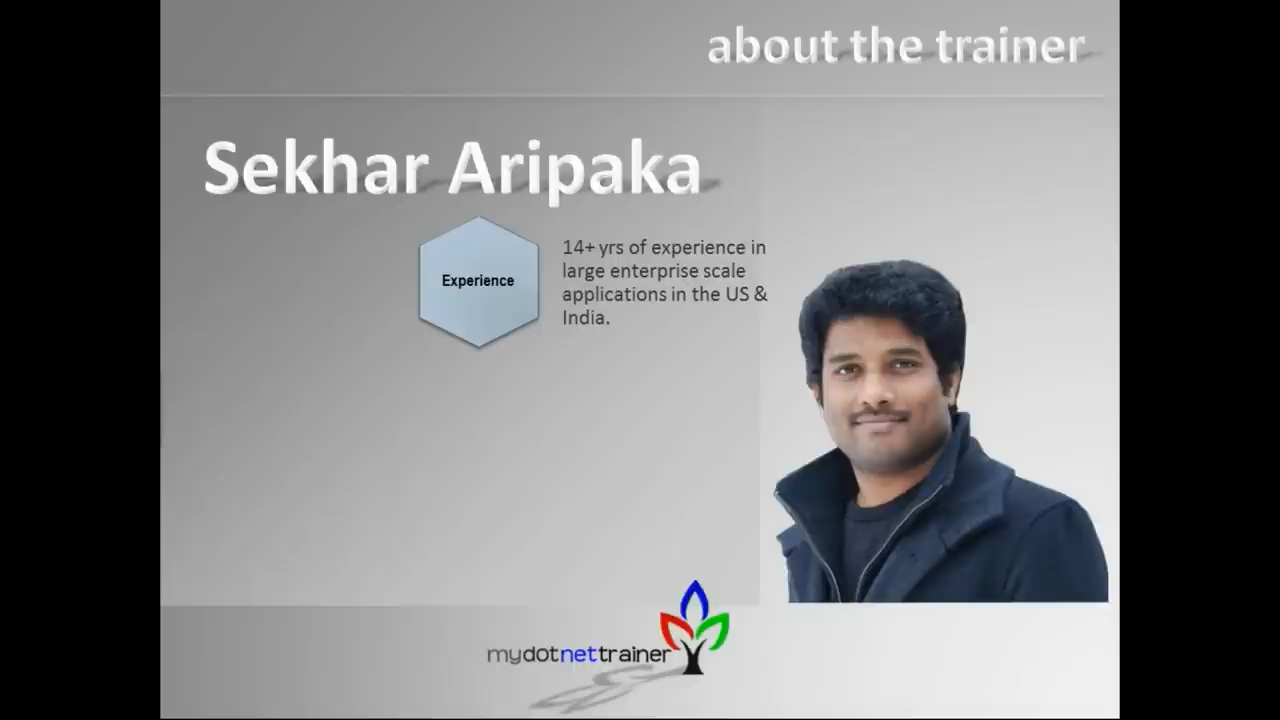 about the trainer
Sekhar Aripaka
Experience
14+ yrs of experience in
large enterprise scale
applications in the US &
India.
mydotnettrainer